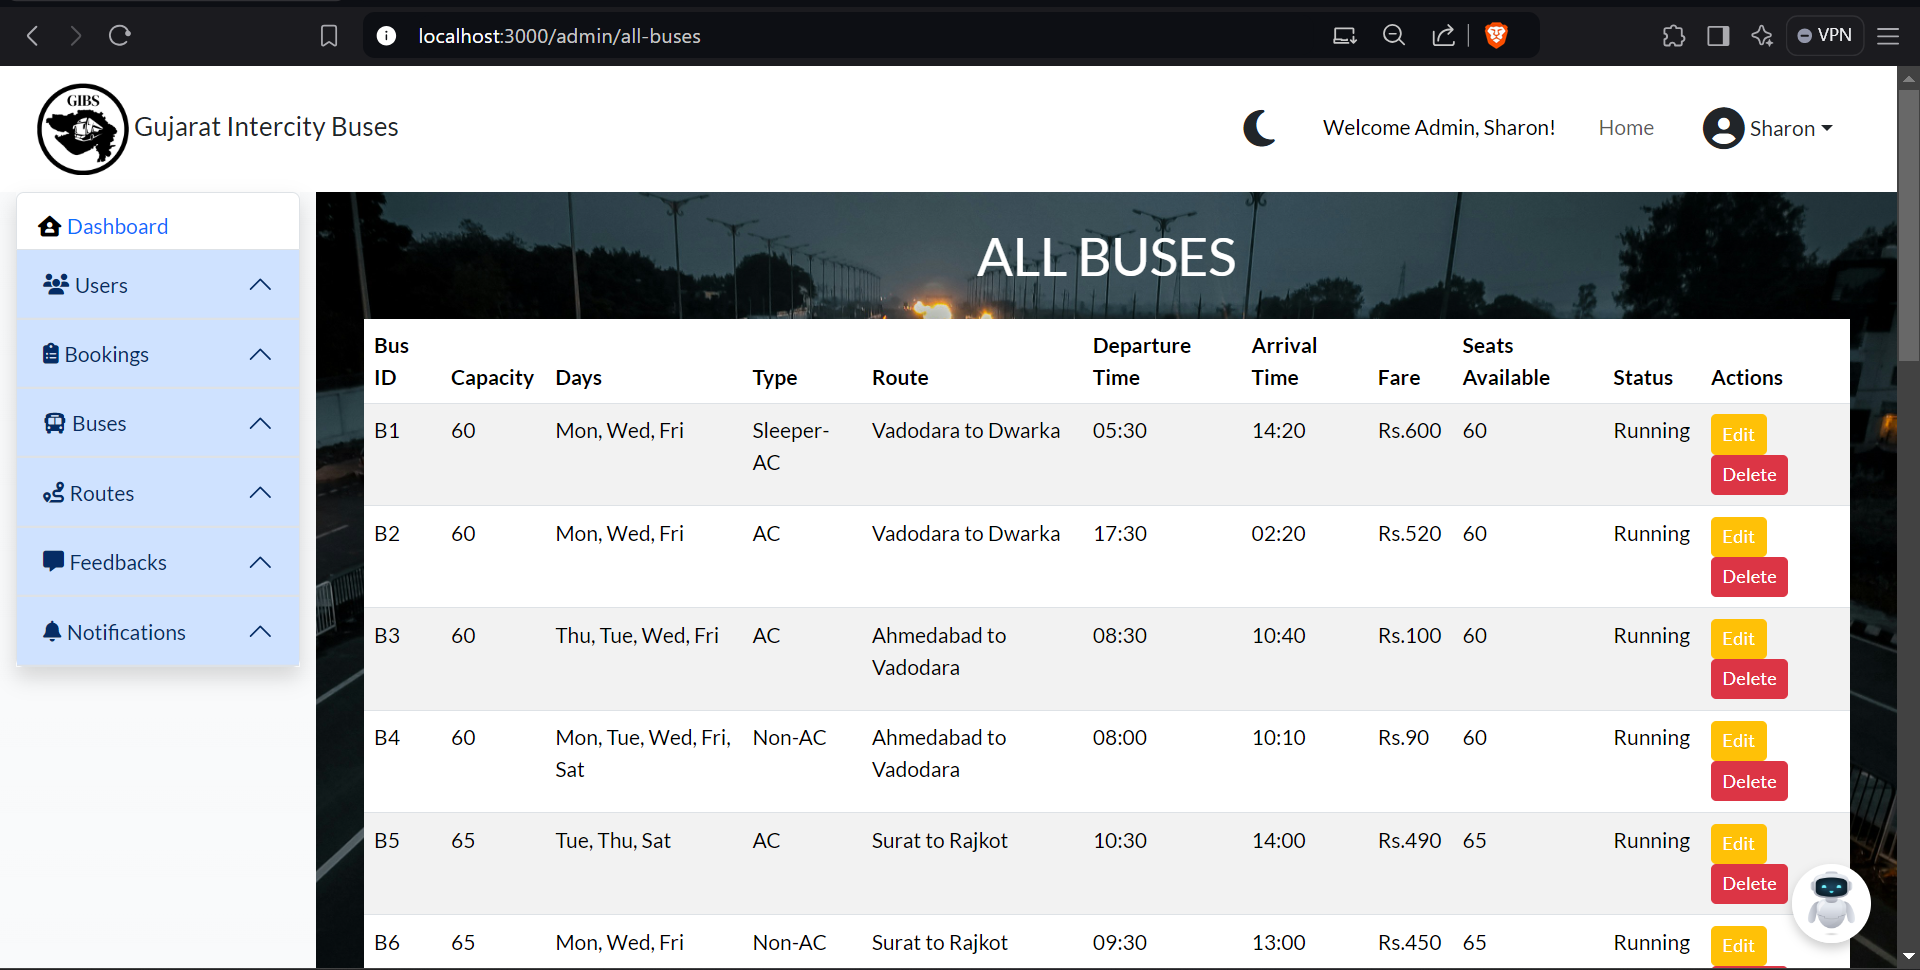 localhost:3000/admin/all-buses
VPN
GIBS
Gujarat Intercity Buses
Welcome Admin, Sharon!
Home
Sharon
Dashboard
Users
Bookings
Buses
Routes
Feedbacks
Notifications
ALL BUSES
Bus ID Capacity Days Type Route Departure Time Arrival Time Fare Seats Available Status Actions
B1 60 Mon, Wed, Fri Sleeper-AC Vadodara to Dwarka 05:30 14:20 Rs.600 60 Running Edit Delete
B2 60 Mon, Wed, Fri AC Vadodara to Dwarka 17:30 02:20 Rs.520 60 Running Edit Delete
B3 60 Thu, Tue, Wed, Fri AC Ahmedabad to Vadodara 08:30 10:40 Rs.100 60 Running Edit Delete
B4 60 Mon, Tue, Wed, Fri, Sat Non-AC Ahmedabad to Vadodara 08:00 10:10 Rs.90 60 Running Edit Delete
B5 65 Tue, Thu, Sat AC Surat to Rajkot 10:30 14:00 Rs.490 65 Running Edit Delete
B6 65 Mon, Wed, Fri Non-AC Surat to Rajkot 09:30 13:00 Rs.450 65 Running Edit